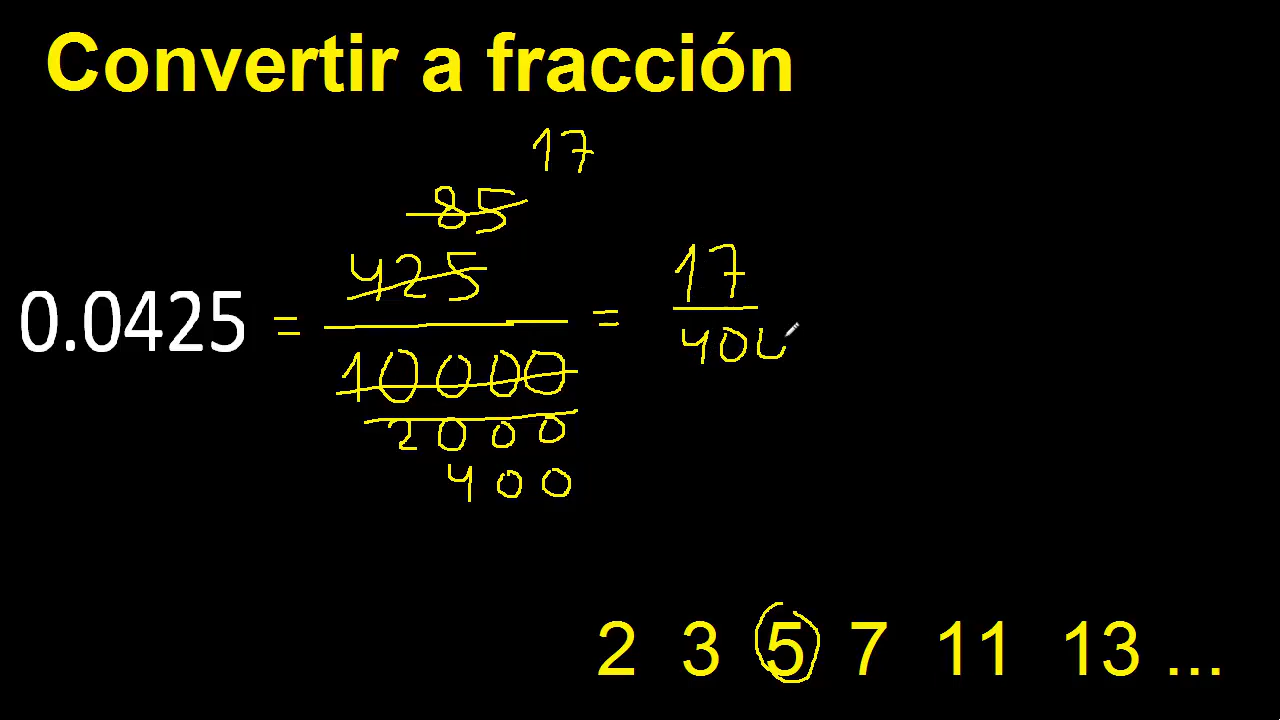 Convertir a fracción
17
85
425
0.0425 = ​ = 17
10000 400
2000
400
2 3 5 7 11 13 ...